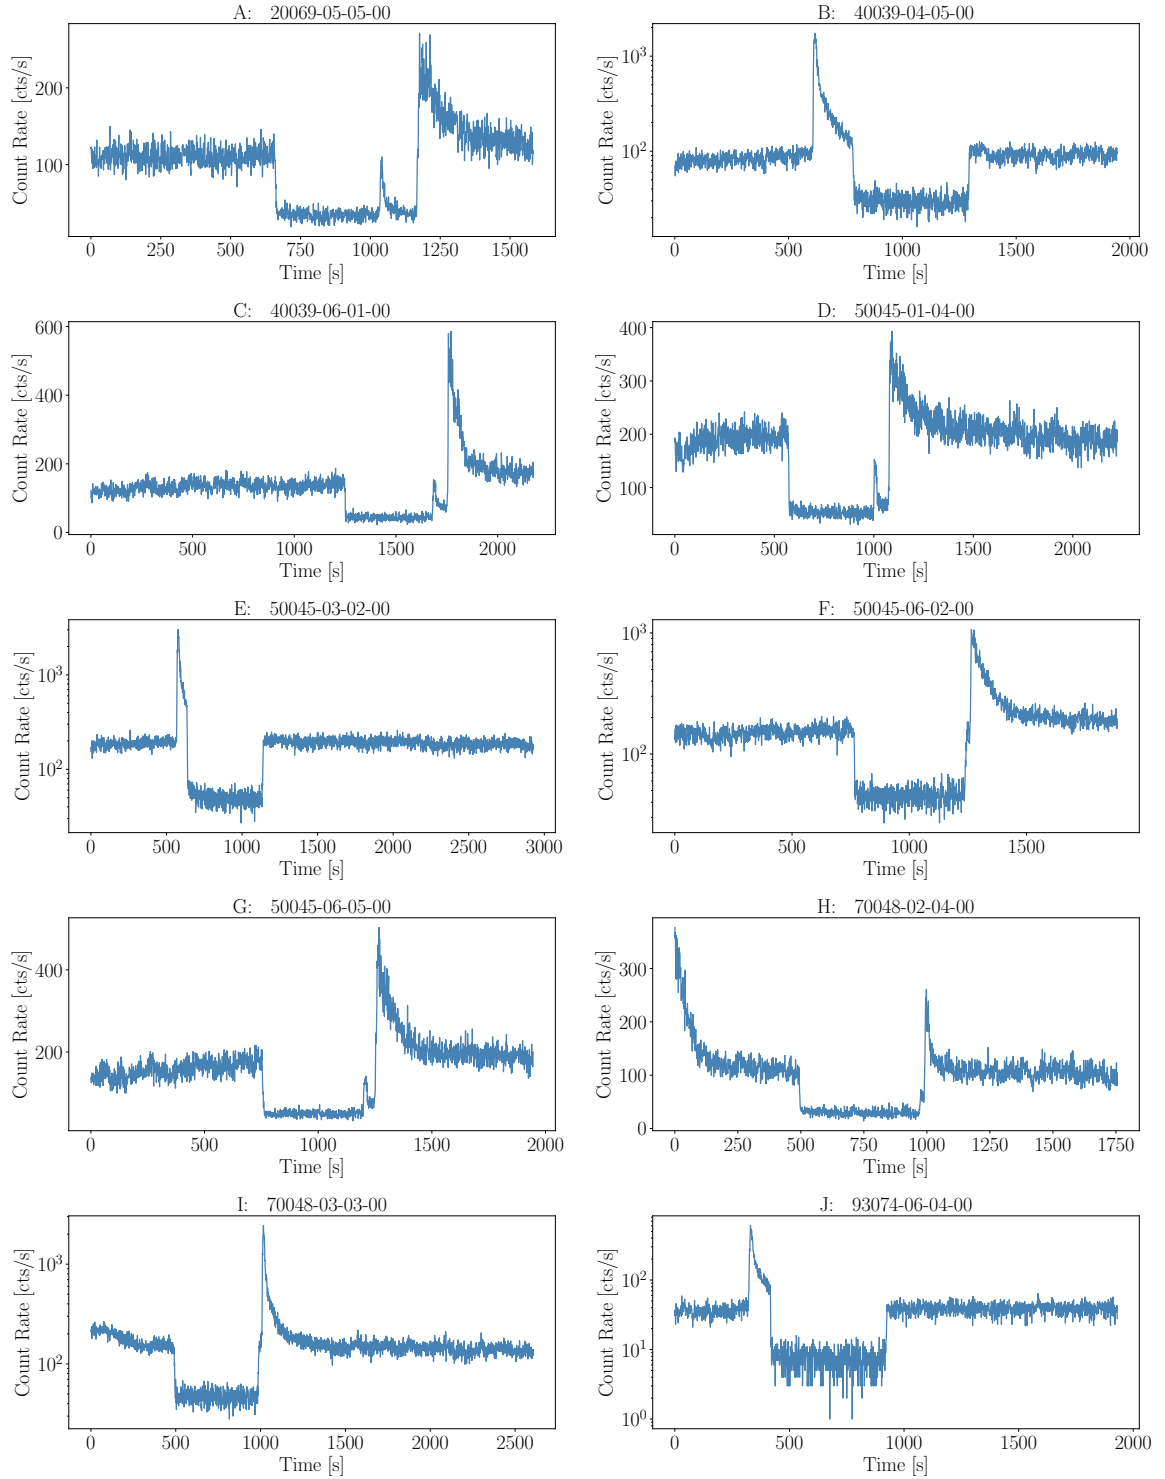 A: 20069-05-05-00
Count Rate [cts/s]
200
100
0 250 500 750 1000 1250 1500
Time [s]
B: 40039-04-05-00
Count Rate [cts/s]
10^3
10^2
0 500 1000 1500 2000
Time [s]
C: 40039-06-01-00
Count Rate [cts/s]
600
400
200
0
0 500 1000 1500 2000
Time [s]
D: 50045-01-04-00
Count Rate [cts/s]
400
300
200
100
0 500 1000 1500 2000
Time [s]
E: 50045-03-02-00
Count Rate [cts/s]
10^3
10^2
0 500 1000 1500 2000 2500 3000
Time [s]
F: 50045-06-02-00
Count Rate [cts/s]
10^3
10^2
0 500 1000 1500
Time [s]
G: 50045-06-05-00
Count Rate [cts/s]
400
200
0 500 1000 1500 2000
Time [s]
H: 70048-02-04-00
Count Rate [cts/s]
300
200
100
0
0 250 500 750 1000 1250 1500 1750
Time [s]
I: 70048-03-03-00
Count Rate [cts/s]
10^3
10^2
0 500 1000 1500 2000 2500
Time [s]
J: 93074-06-04-00
Count Rate [cts/s]
10^2
10^1
10^0
0 500 1000 1500 2000
Time [s]